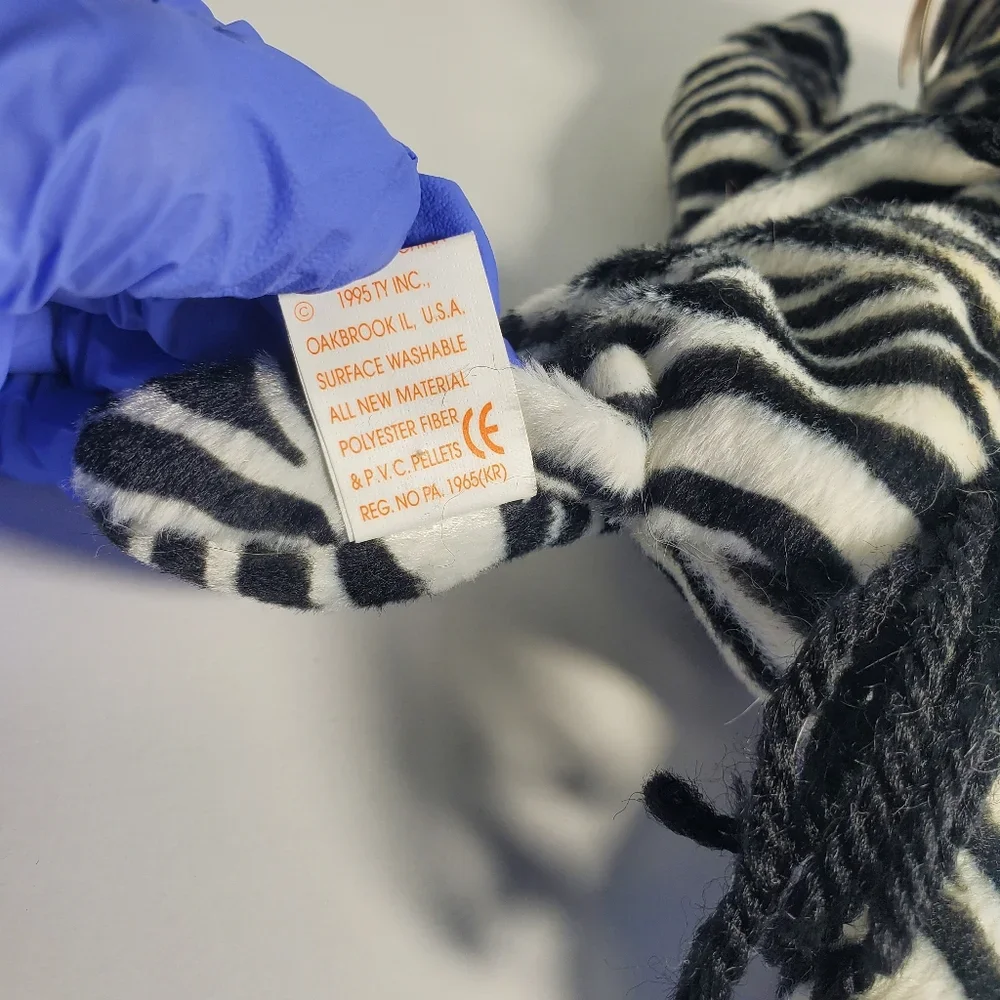 CHINA
© 1995 TY INC.,
OAKBROOK IL, U.S.A.
SURFACE WASHABLE
ALL NEW MATERIAL
POLYESTER FIBER CE
& P.V.C. PELLETS
REG. NO PA. 1965(KR)